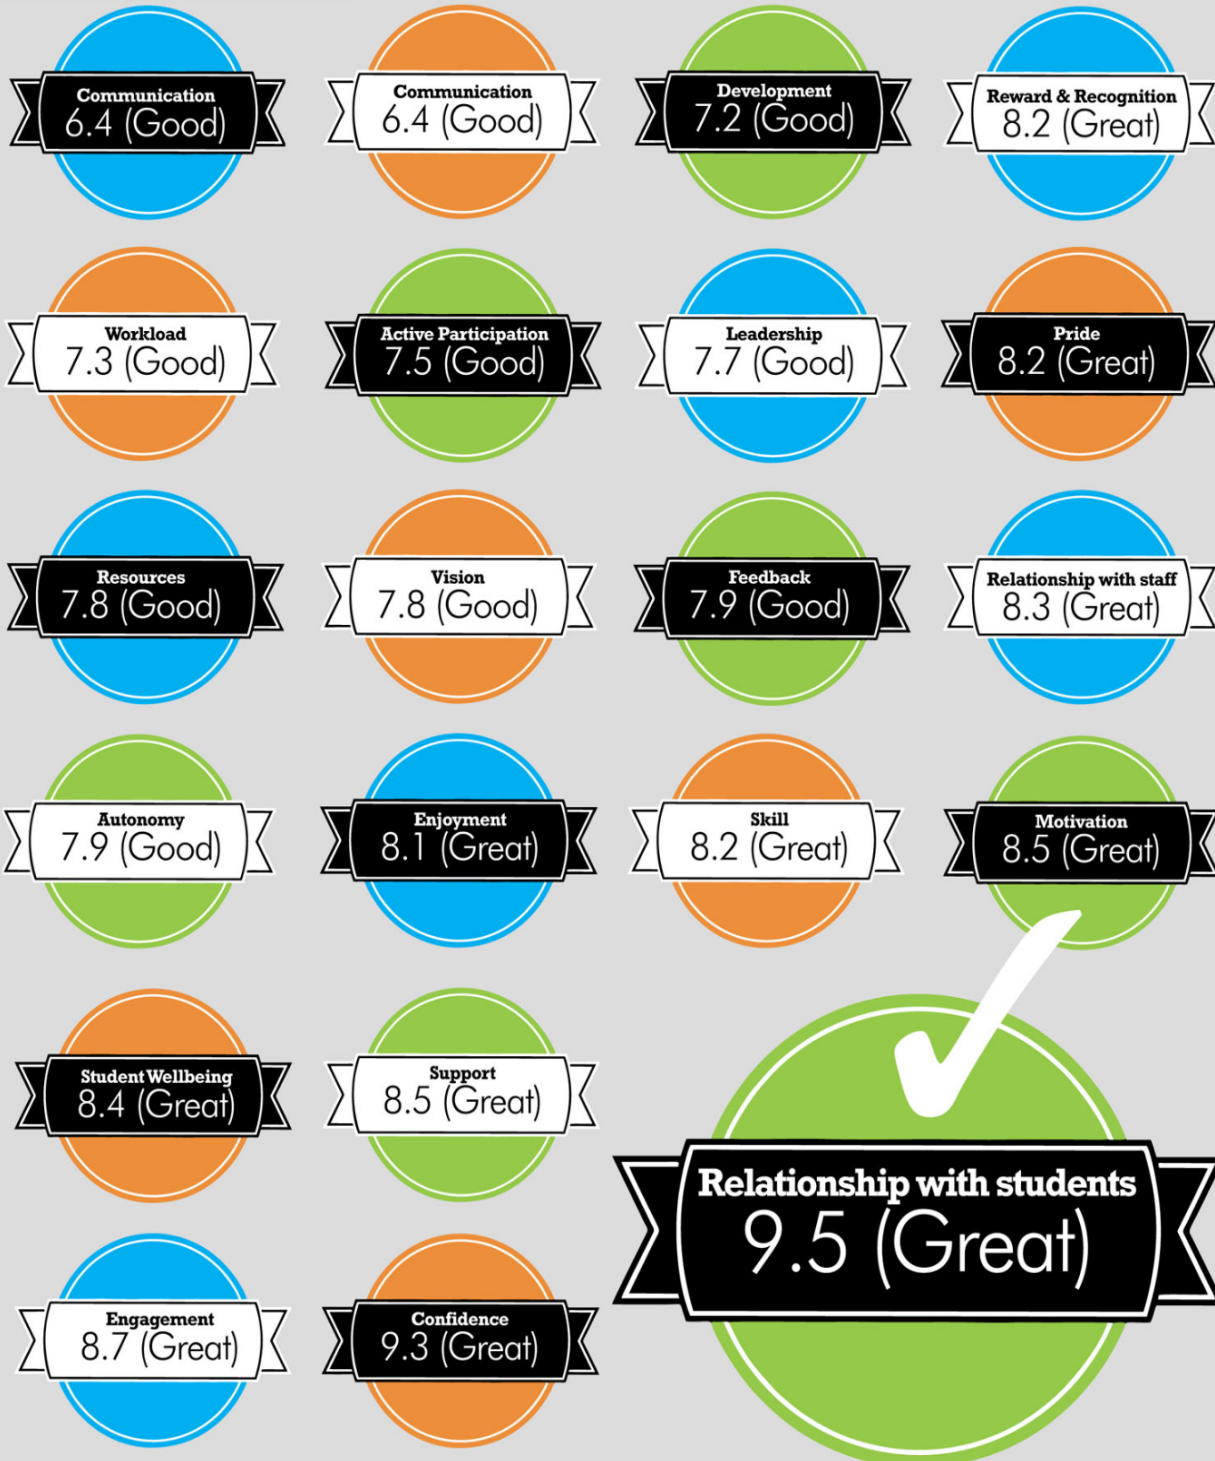 Communication
6.4 (Good)
Communication
6.4 (Good)
Development
7.2 (Good)
Reward & Recognition
8.2 (Great)
Workload
7.3 (Good)
Active Participation
7.5 (Good)
Leadership
7.7 (Good)
Pride
8.2 (Great)
Resources
7.8 (Good)
Vision
7.8 (Good)
Feedback
7.9 (Good)
Relationship with staff
8.3 (Great)
Autonomy
7.9 (Good)
Enjoyment
8.1 (Great)
Skill
8.2 (Great)
Motivation
8.5 (Great)
Student Wellbeing
8.4 (Great)
Support
8.5 (Great)
Relationship with students
9.5 (Great)
Engagement
8.7 (Great)
Confidence
9.3 (Great)